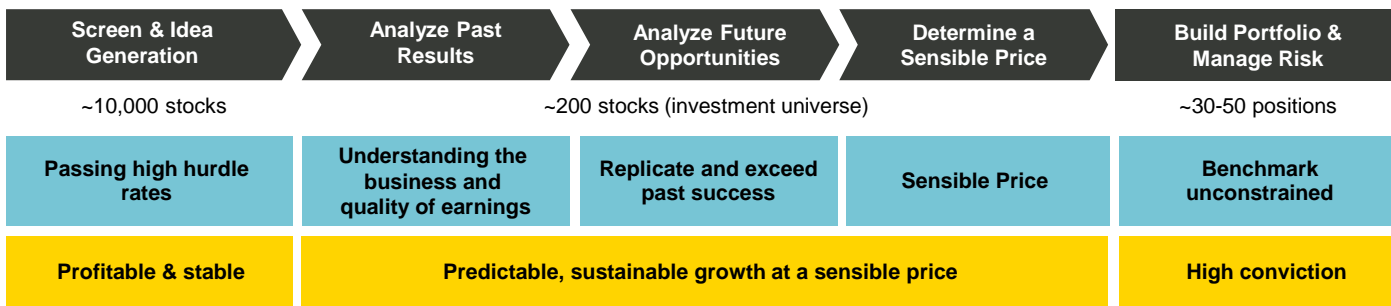 Screen & Idea
Generation
Analyze Past
Results
Analyze Future
Opportunities
Determine a
Sensible Price
Build Portfolio &
Manage Risk
~10,000 stocks
~200 stocks (investment universe)
~30-50 positions
Passing high hurdle
rates
Understanding the
business and
quality of earnings
Replicate and exceed
past success
Sensible Price
Benchmark
unconstrained
Profitable & stable
Predictable, sustainable growth at a sensible price
High conviction